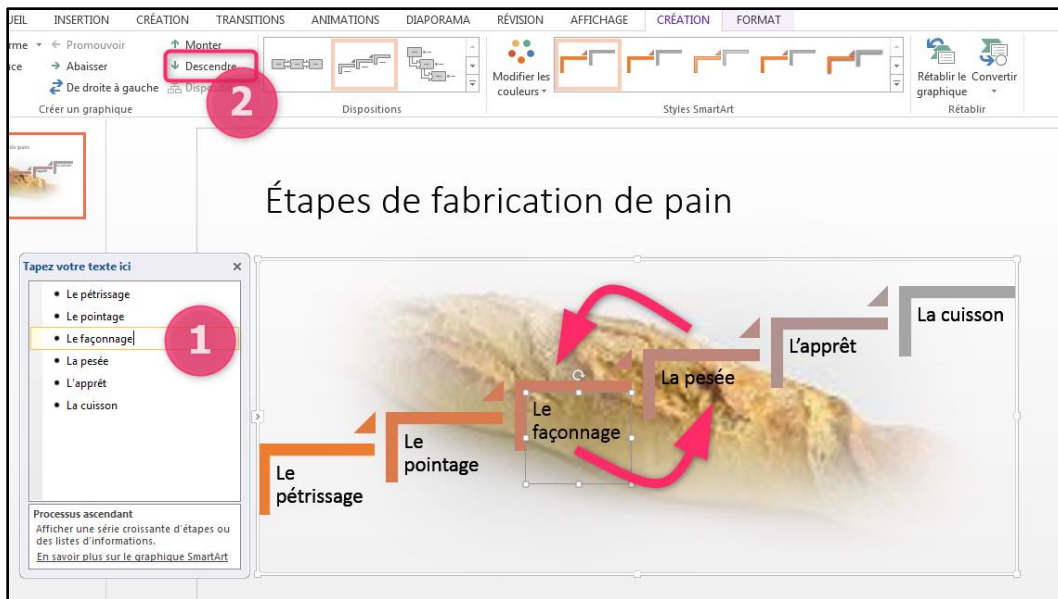 UEIL INSERTION CRÉATION TRANSITIONS ANIMATIONS DIAPORAMA RÉVISION AFFICHAGE CRÉATION FORMAT
rme Promouvoir Monter
ce Abaisser Descendre
De droite à gauche
Modifier les couleurs
Rétablir le graphique
Convertir
Créer un graphique Dispositions Styles SmartArt Rétablir
2
Étapes de fabrication de pain
Tapez votre texte ici
Le pétrissage
Le pointage
Le façonnage
La pesée
L'apprêt
La cuisson
1
Processus ascendant
Afficher une série croissante d'étapes ou
des listes d'informations.
En savoir plus sur le graphique SmartArt
Le
pétrissage
Le
pointage
Le
façonnage
La pesée
L'apprêt
La cuisson